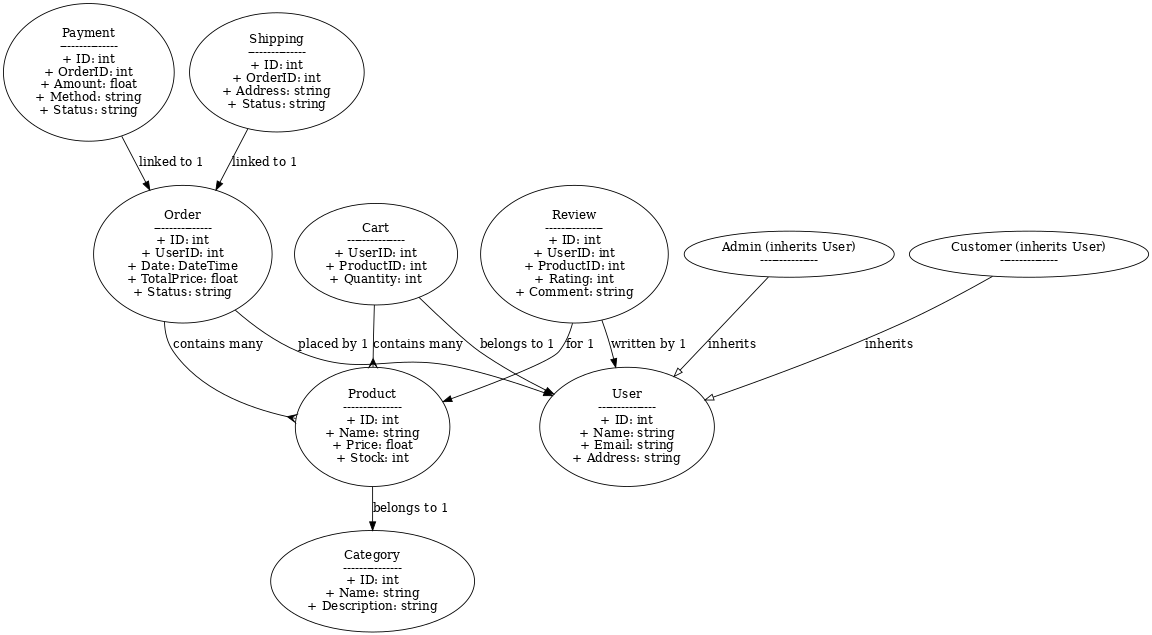 Payment
---------------
+ ID: int
+ OrderID: int
+ Amount: float
+ Method: string
+ Status: string
Shipping
---------------
+ ID: int
+ OrderID: int
+ Address: string
+ Status: string
linked to 1
linked to 1
Order
---------------
+ ID: int
+ UserID: int
+ Date: DateTime
+ TotalPrice: float
+ Status: string
Cart
---------------
+ UserID: int
+ ProductID: int
+ Quantity: int
Review
---------------
+ ID: int
+ UserID: int
+ ProductID: int
+ Rating: int
+ Comment: string
Admin (inherits User)
---------------
Customer (inherits User)
---------------
contains many
placed by 1
contains many
belongs to 1
for 1
written by 1
inherits
inherits
Product
---------------
+ ID: int
+ Name: string
+ Price: float
+ Stock: int
User
---------------
+ ID: int
+ Name: string
+ Email: string
+ Address: string
belongs to 1
Category
---------------
+ ID: int
+ Name: string
+ Description: string